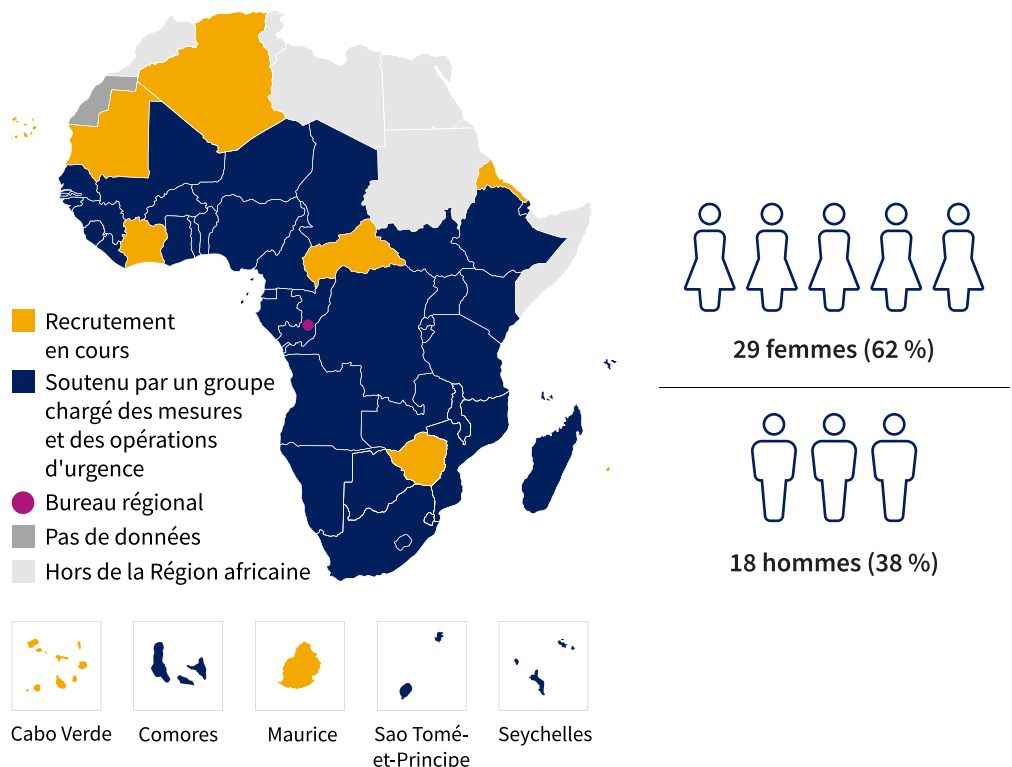 Recrutement
en cours
Soutenu par un groupe
chargé des mesures
et des opérations
d'urgence
Bureau régional
Pas de données
Hors de la Région africaine
29 femmes (62 %)
18 hommes (38 %)
Cabo Verde
Comores
Maurice
Sao Tomé-
et-Principe
Seychelles